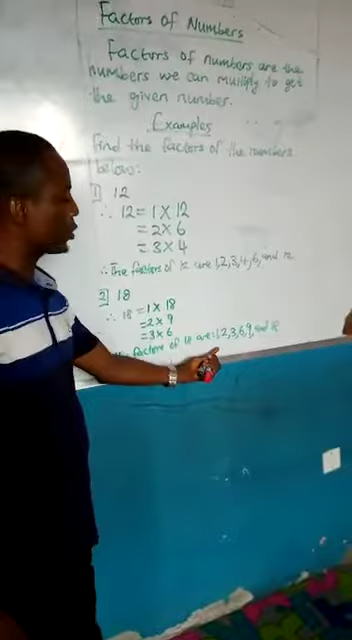 Factors of Numbers
Factors of numbers are the
numbers we can multiply to get
the given number.
Examples
Find the factors of the numbers
below:
1) 12
∴ 12 = 1 X 12
= 2 X 6
= 3 X 4
∴ The factors of 12 are 1,2,3,4,6, and 12.
2) 18
∴ 18 = 1 X 18
= 2 X 9
= 3 X 6
factors of 18 are: 1,2,3,6,9, and 18